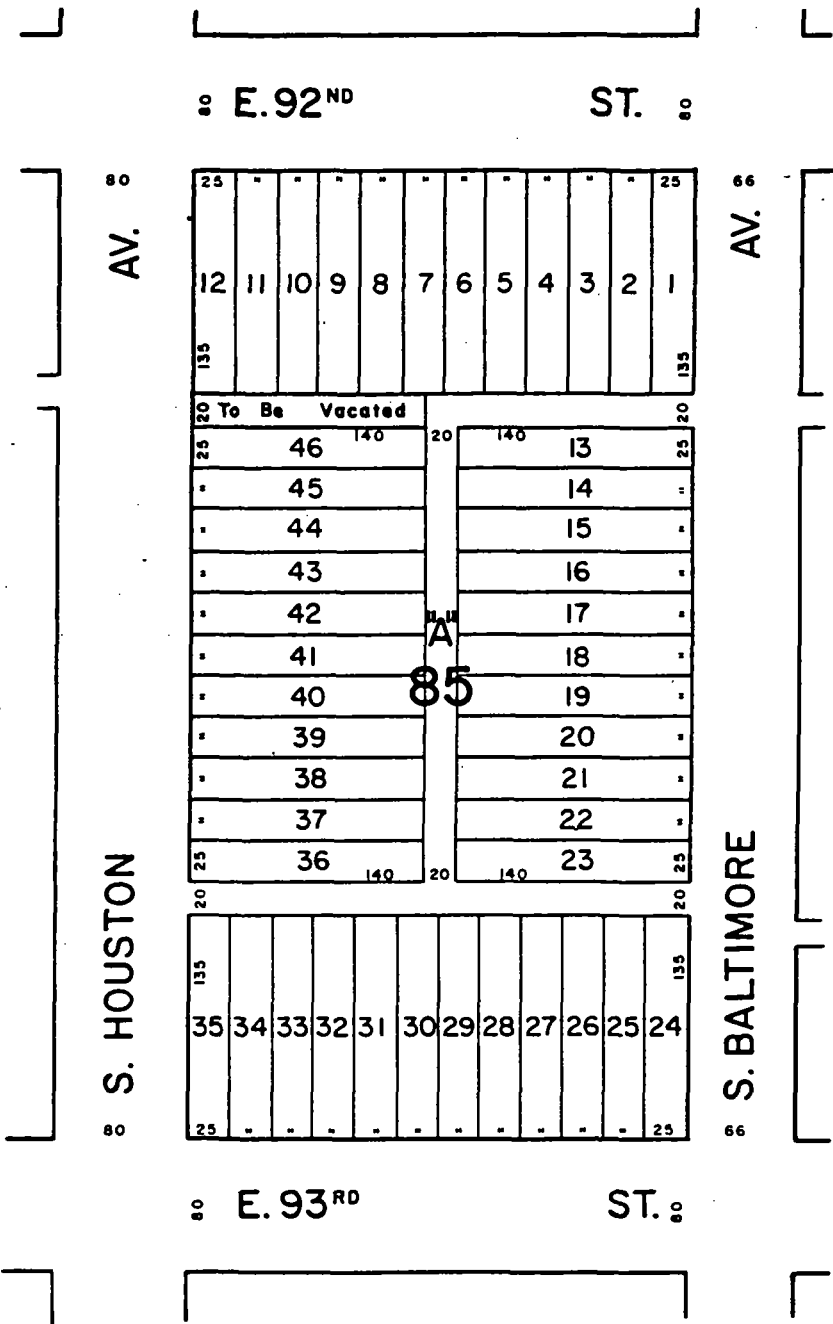 80 E. 92ND ST. 80
80 25 " " " " " " " " " " 25 66
AV. AV.
12 11 10 9 8 7 6 5 4 3 2 1
135 135
20 To Be Vacated 20
140 20 140
25 46 13 25
" 45 14 "
" 44 15 "
" 43 16 "
" 42 " " 17 "
A
" 41 18 "
85
" 40 19 "
" 39 20 "
" 38 21 "
" 37 22 "
25 36 23 25
140 20 140
20 20
S. HOUSTON S. BALTIMORE
135 135
35 34 33 32 31 30 29 28 27 26 25 24
80 25 " " " " " " " " " " 25 66
80 E. 93RD ST. 80